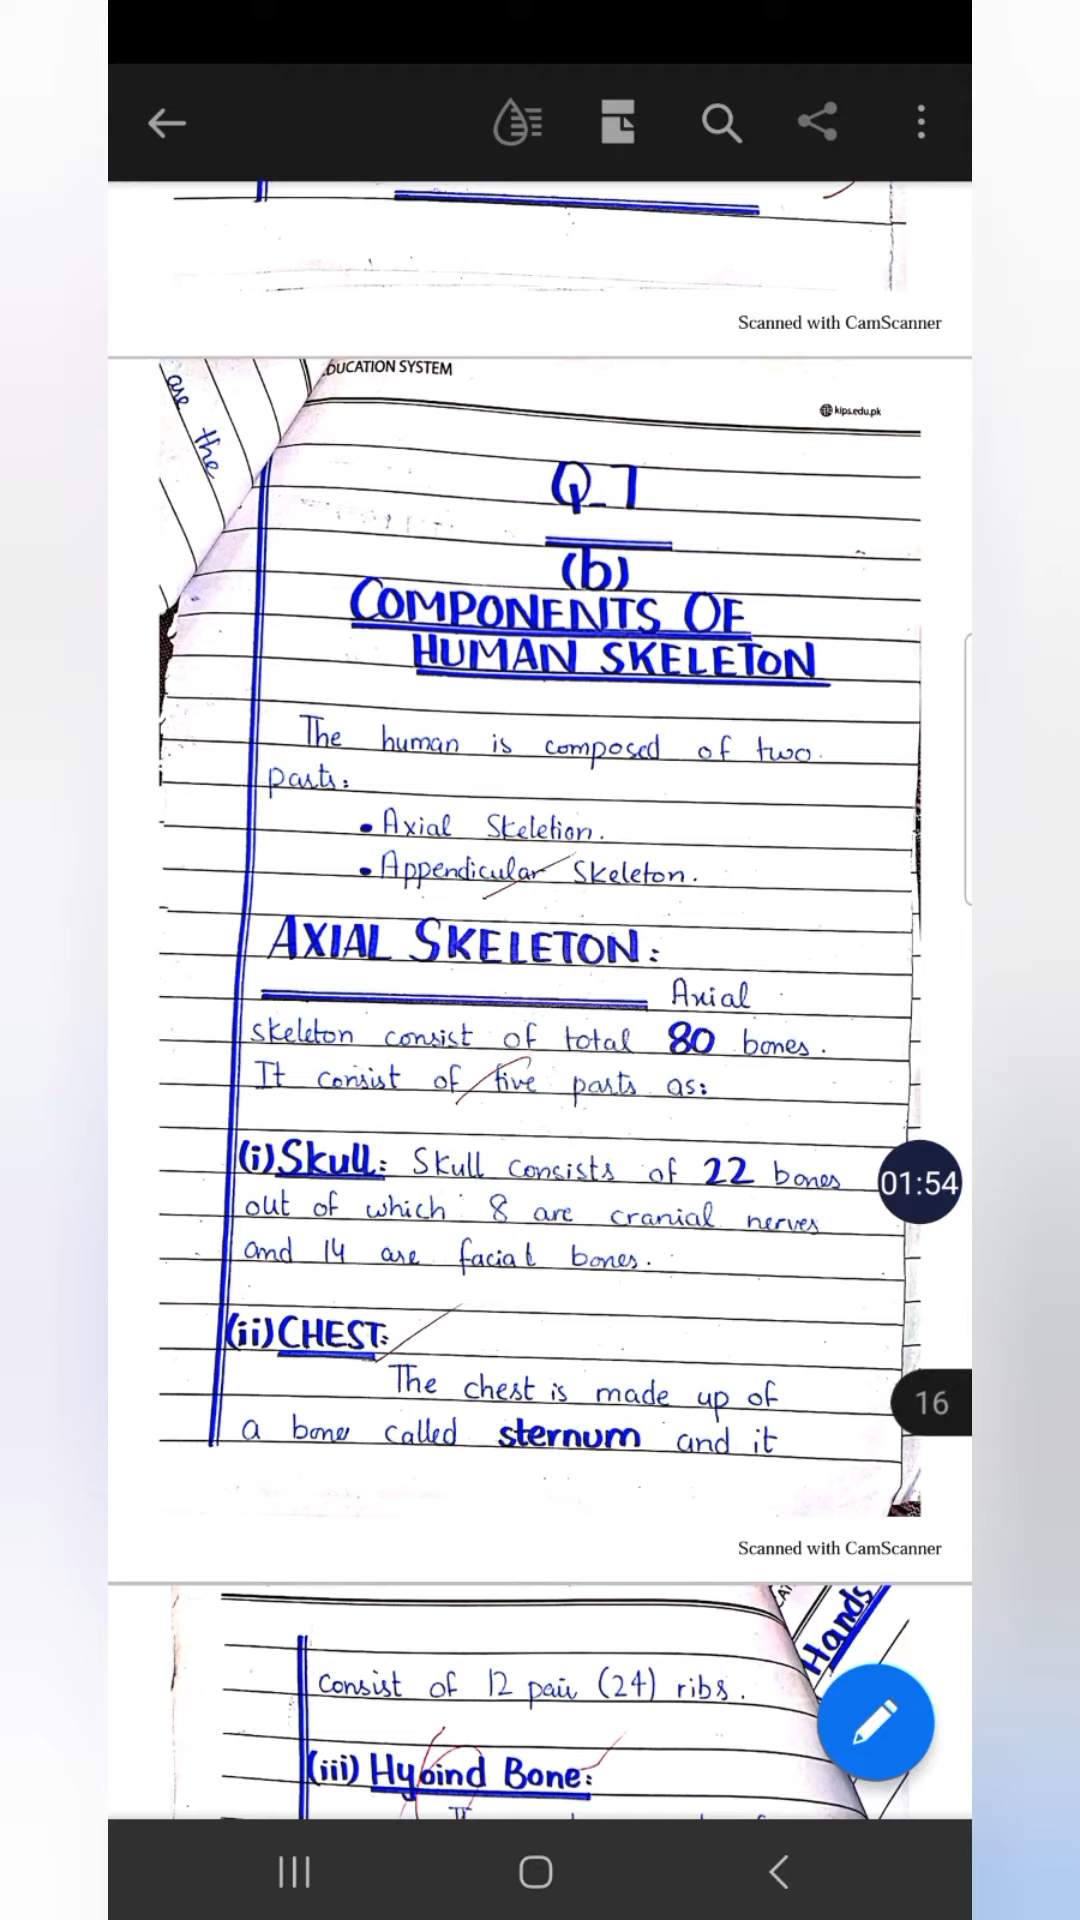 Scanned with CamScanner
DUCATION SYSTEM
kips.edu.pk
are the
Q-7
(b)
COMPONENTS OF
HUMAN SKELETON
The human is composed of two
parts:
• Axial Skeletion.
• Appendicular Skeleton.
AXIAL SKELETON:
Axial
skeleton consist of total 80 bones.
It consist of five parts as:
(i) Skull: Skull consists of 22 bones
out of which 8 are cranial nerves
and 14 are facial bones.
01:54
(ii) CHEST:
The chest is made up of
a bone called sternum and it
16
Scanned with CamScanner
Hands
consist of 12 pair (24) ribs.
(iii) Hyoind Bone: